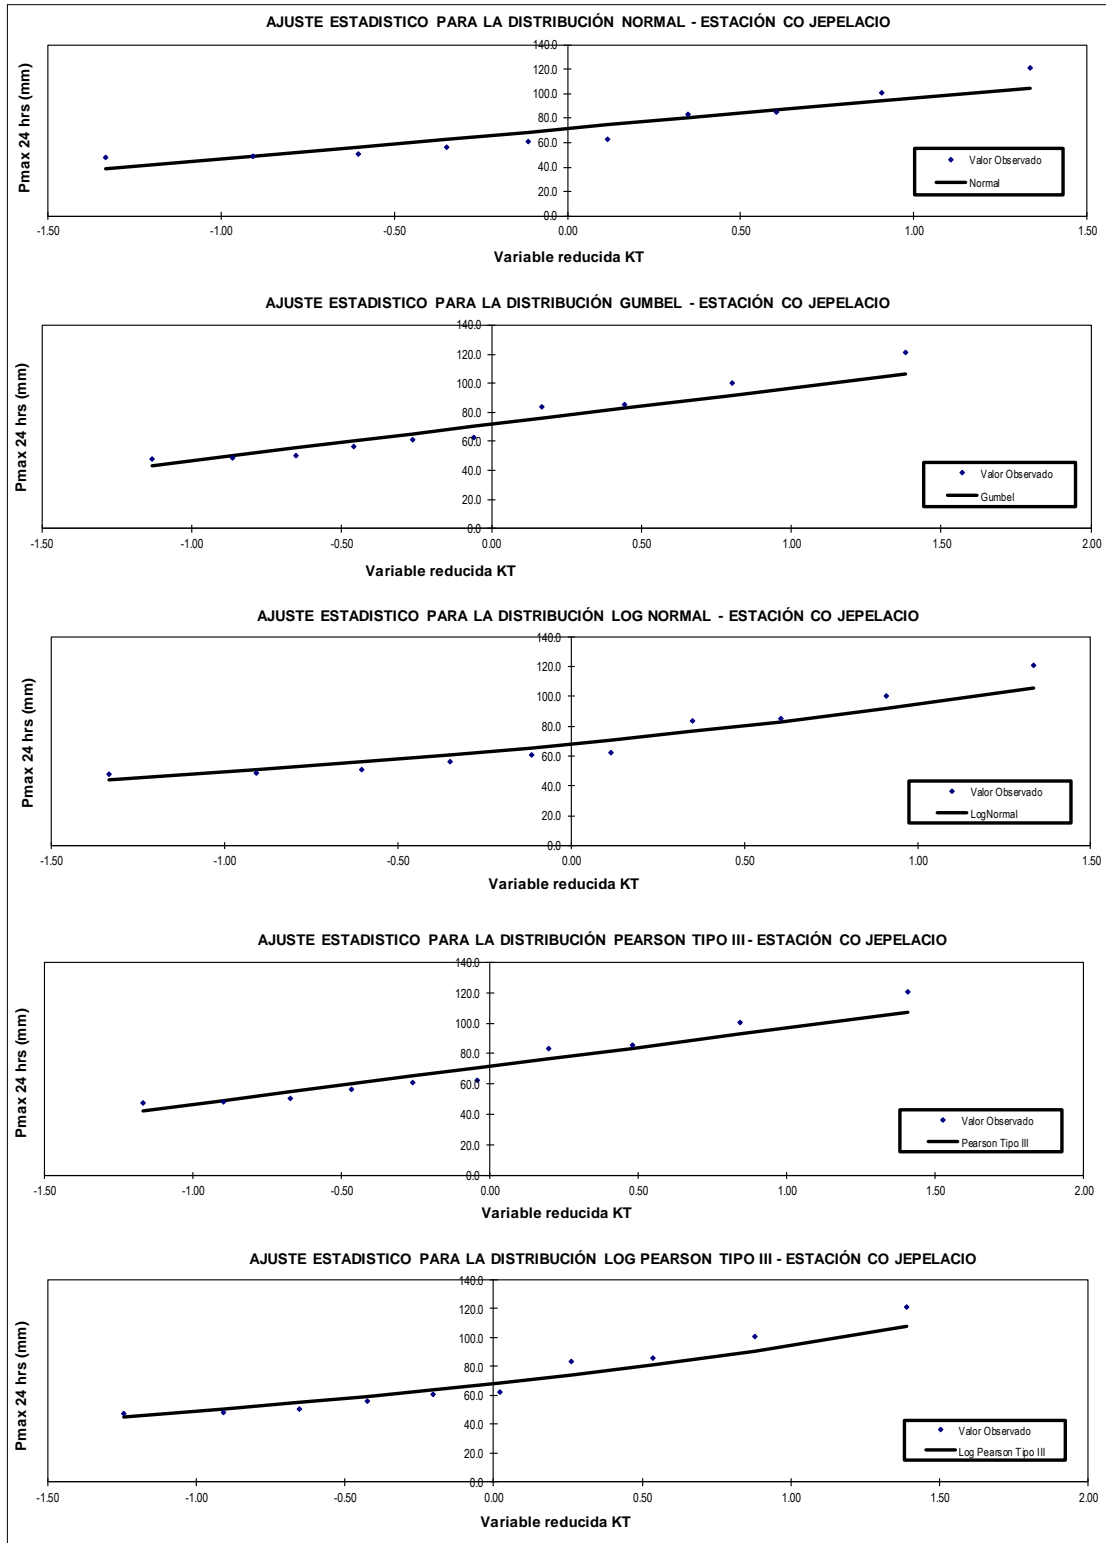 AJUSTE ESTADISTICO PARA LA DISTRIBUCIÓN NORMAL - ESTACIÓN CO JEPELACIO
Pmax 24 hrs (mm)
140.0
120.0
100.0
80.0
60.0
40.0
20.0
0.0
-1.50 -1.00 -0.50 0.00 0.50 1.00 1.50
Valor Observado
Normal
Variable reducida KT
AJUSTE ESTADISTICO PARA LA DISTRIBUCIÓN GUMBEL - ESTACIÓN CO JEPELACIO
Pmax 24 hrs (mm)
140.0
120.0
100.0
80.0
60.0
40.0
20.0
0.0
-1.50 -1.00 -0.50 0.00 0.50 1.00 1.50 2.00
Valor Observado
Gumbel
Variable reducida KT
AJUSTE ESTADISTICO PARA LA DISTRIBUCIÓN LOG NORMAL - ESTACIÓN CO JEPELACIO
Pmax 24 hrs (mm)
140.0
120.0
100.0
80.0
60.0
40.0
20.0
0.0
-1.50 -1.00 -0.50 0.00 0.50 1.00 1.50
Valor Observado
LogNormal
Variable reducida KT
AJUSTE ESTADISTICO PARA LA DISTRIBUCIÓN PEARSON TIPO III - ESTACIÓN CO JEPELACIO
Pmax 24 hrs (mm)
140.0
120.0
100.0
80.0
60.0
40.0
20.0
0.0
-1.50 -1.00 -0.50 0.00 0.50 1.00 1.50 2.00
Valor Observado
Pearson Tipo III
Variable reducida KT
AJUSTE ESTADISTICO PARA LA DISTRIBUCIÓN LOG PEARSON TIPO III - ESTACIÓN CO JEPELACIO
Pmax 24 hrs (mm)
140.0
120.0
100.0
80.0
60.0
40.0
20.0
0.0
-1.50 -1.00 -0.50 0.00 0.50 1.00 1.50 2.00
Valor Observado
Log Pearson Tipo III
Variable reducida KT